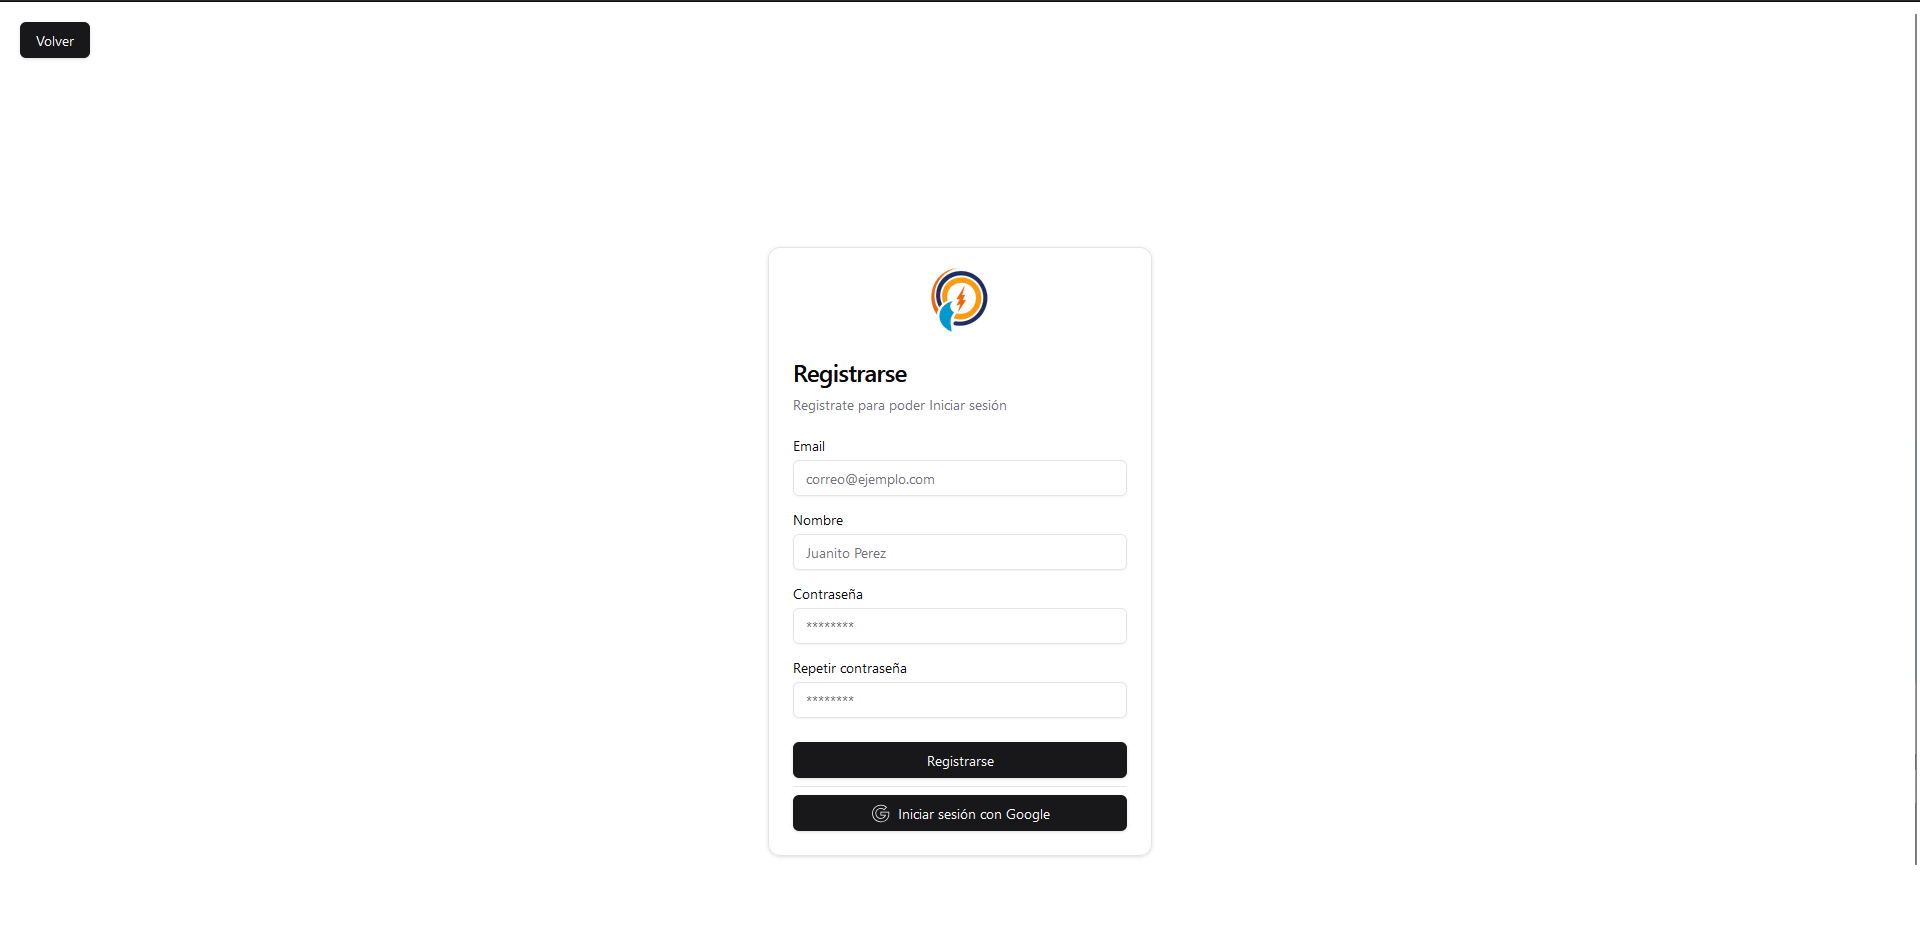 Volver
Registrarse
Registrate para poder Iniciar sesión
Email
correo@ejemplo.com
Nombre
Juanito Perez
Contraseña
********
Repetir contraseña
********
Registrarse
Iniciar sesión con Google